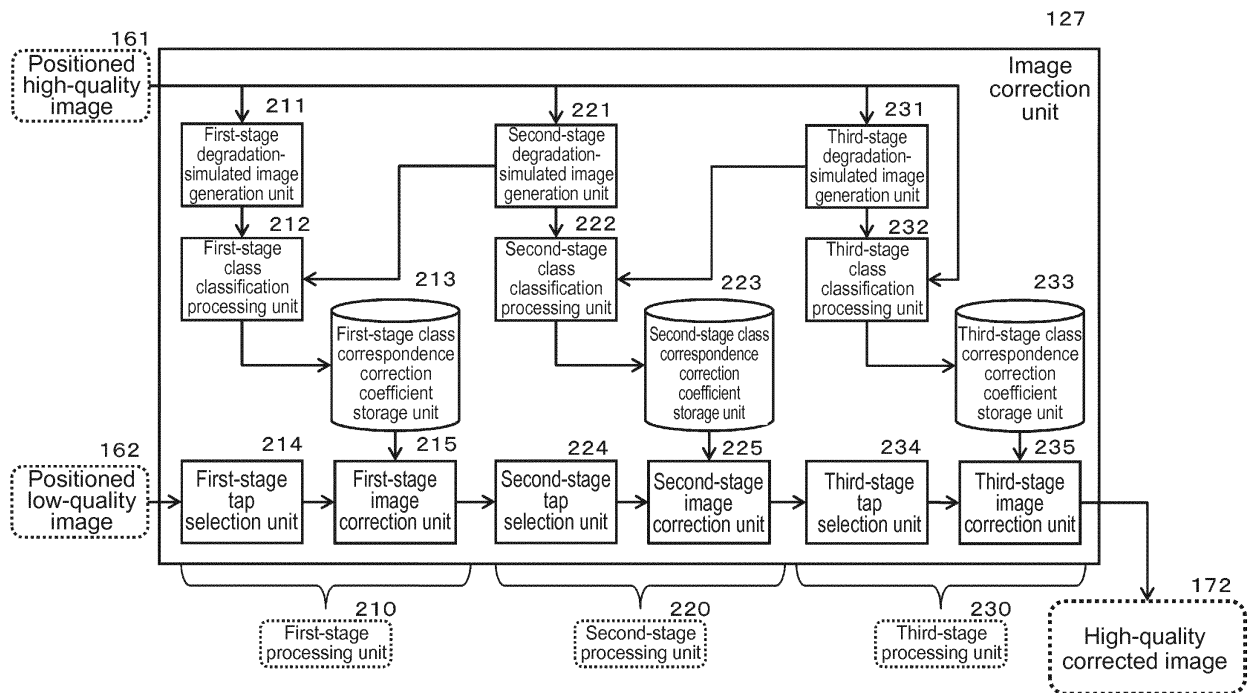 127
161
Positioned
high-quality
image
Image
correction
unit
211
First-stage
degradation-
simulated image
generation unit
221
Second-stage
degradation-
simulated image
generation unit
231
Third-stage
degradation-
simulated image
generation unit
212
First-stage
class
classification
processing unit
222
Second-stage
class
classification
processing unit
232
Third-stage
class
classification
processing unit
213
First-stage class
correspondence
correction
coefficient
storage unit
223
Second-stage class
correspondence
correction
coefficient
storage unit
233
Third-stage class
correspondence
correction
coefficient
storage unit
162
Positioned
low-quality
image
214
First-stage
tap
selection unit
215
First-stage
image
correction unit
224
Second-stage
tap
selection unit
225
Second-stage
image
correction unit
234
Third-stage
tap
selection unit
235
Third-stage
image
correction unit
210
First-stage
processing unit
220
Second-stage
processing unit
230
Third-stage
processing unit
172
High-quality
corrected image